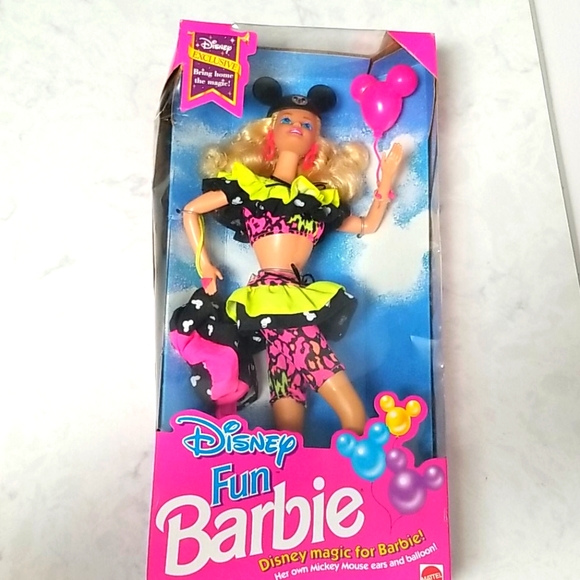 Disney
EXCLUSIVE
Bring home
the magic!
Disney
Fun
Barbie
Disney magic for Barbie!
Her own Mickey Mouse ears and balloon!
MATTEL